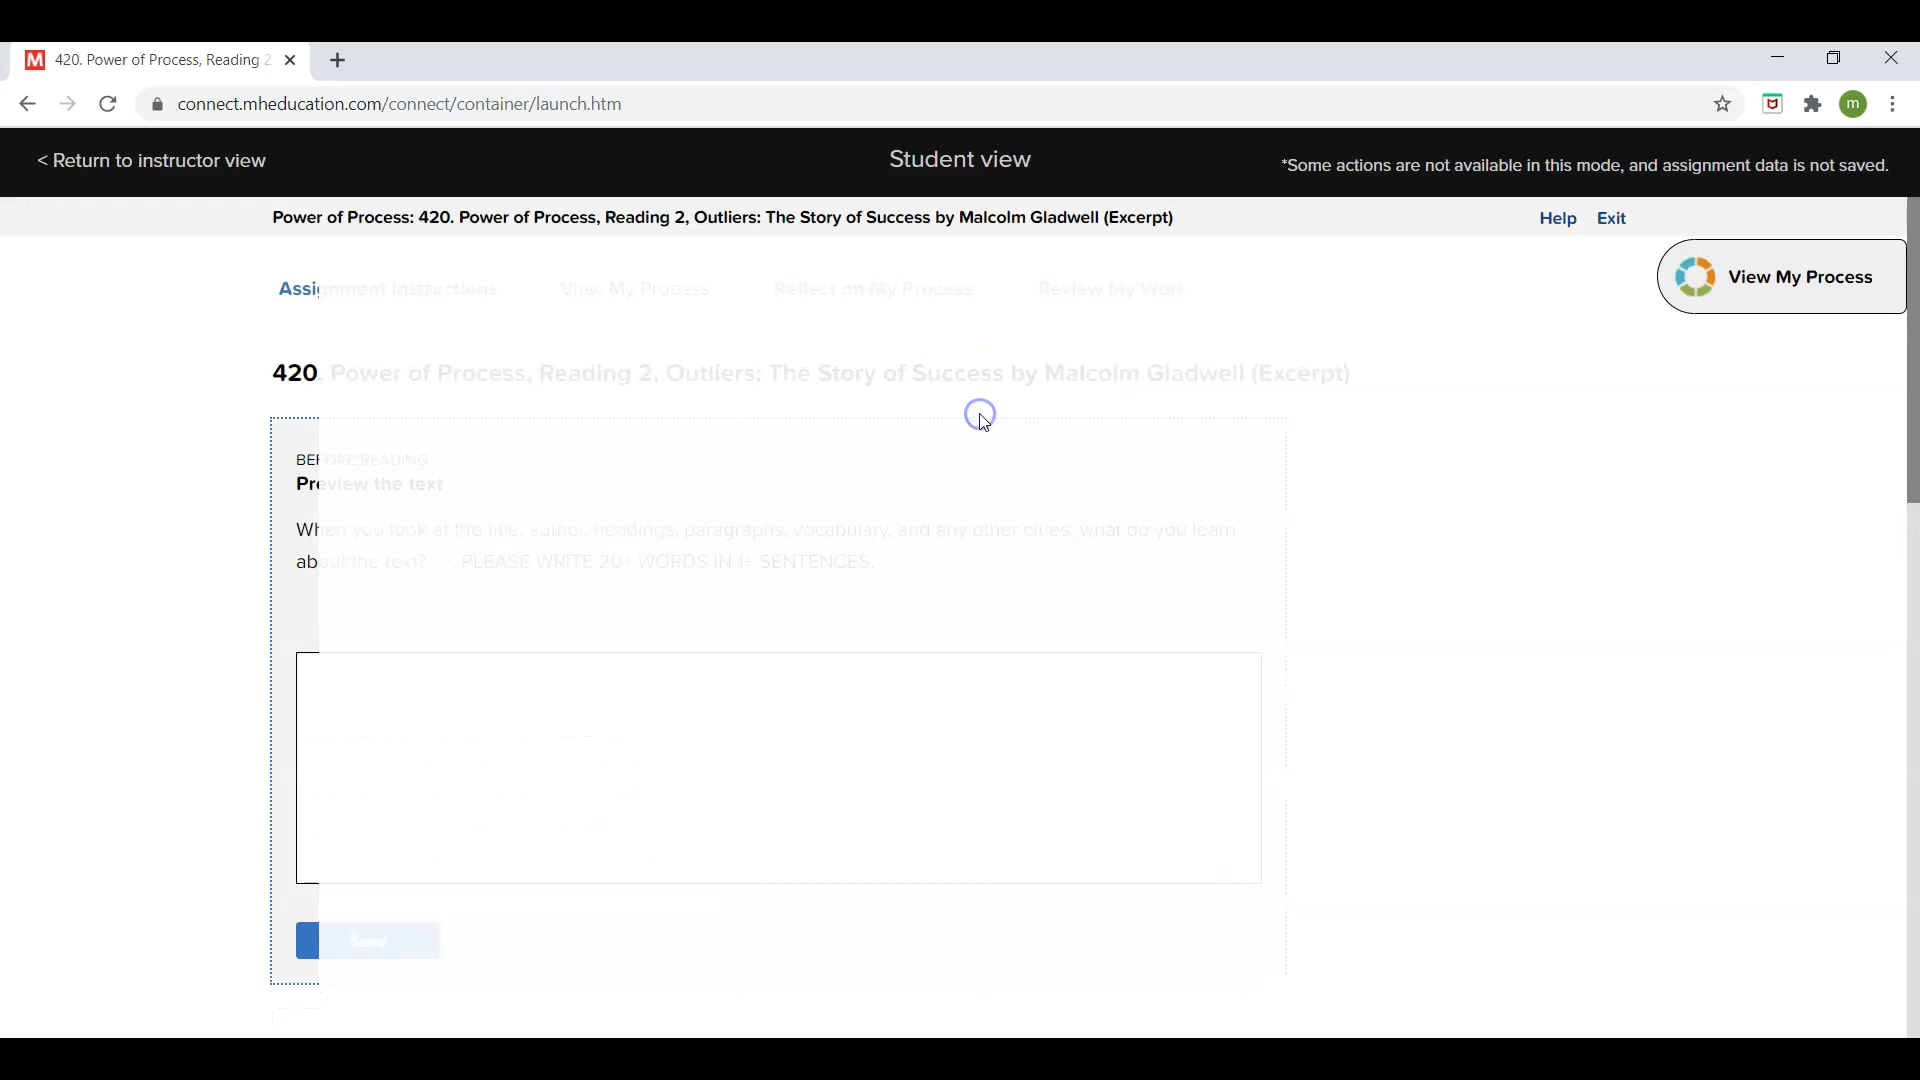 M 420. Power of Process, Reading 2
connect.mheducation.com/connect/container/launch.htm
m
< Return to instructor view
Student view
*Some actions are not available in this mode, and assignment data is not saved.
Power of Process: 420. Power of Process, Reading 2, Outliers: The Story of Success by Malcolm Gladwell (Excerpt)
Help Exit
View My Process
Assignment Instructions View My Process Reflect on My Process Review My Work
420. Power of Process, Reading 2, Outliers: The Story of Success by Malcolm Gladwell (Excerpt)
BEFORE READING
Preview the text
When you look at the title, author, headings, paragraphs, vocabulary, and any other clues, what do you learn
about the text? . . . PLEASE WRITE 20+ WORDS IN 1+ SENTENCES.
Save